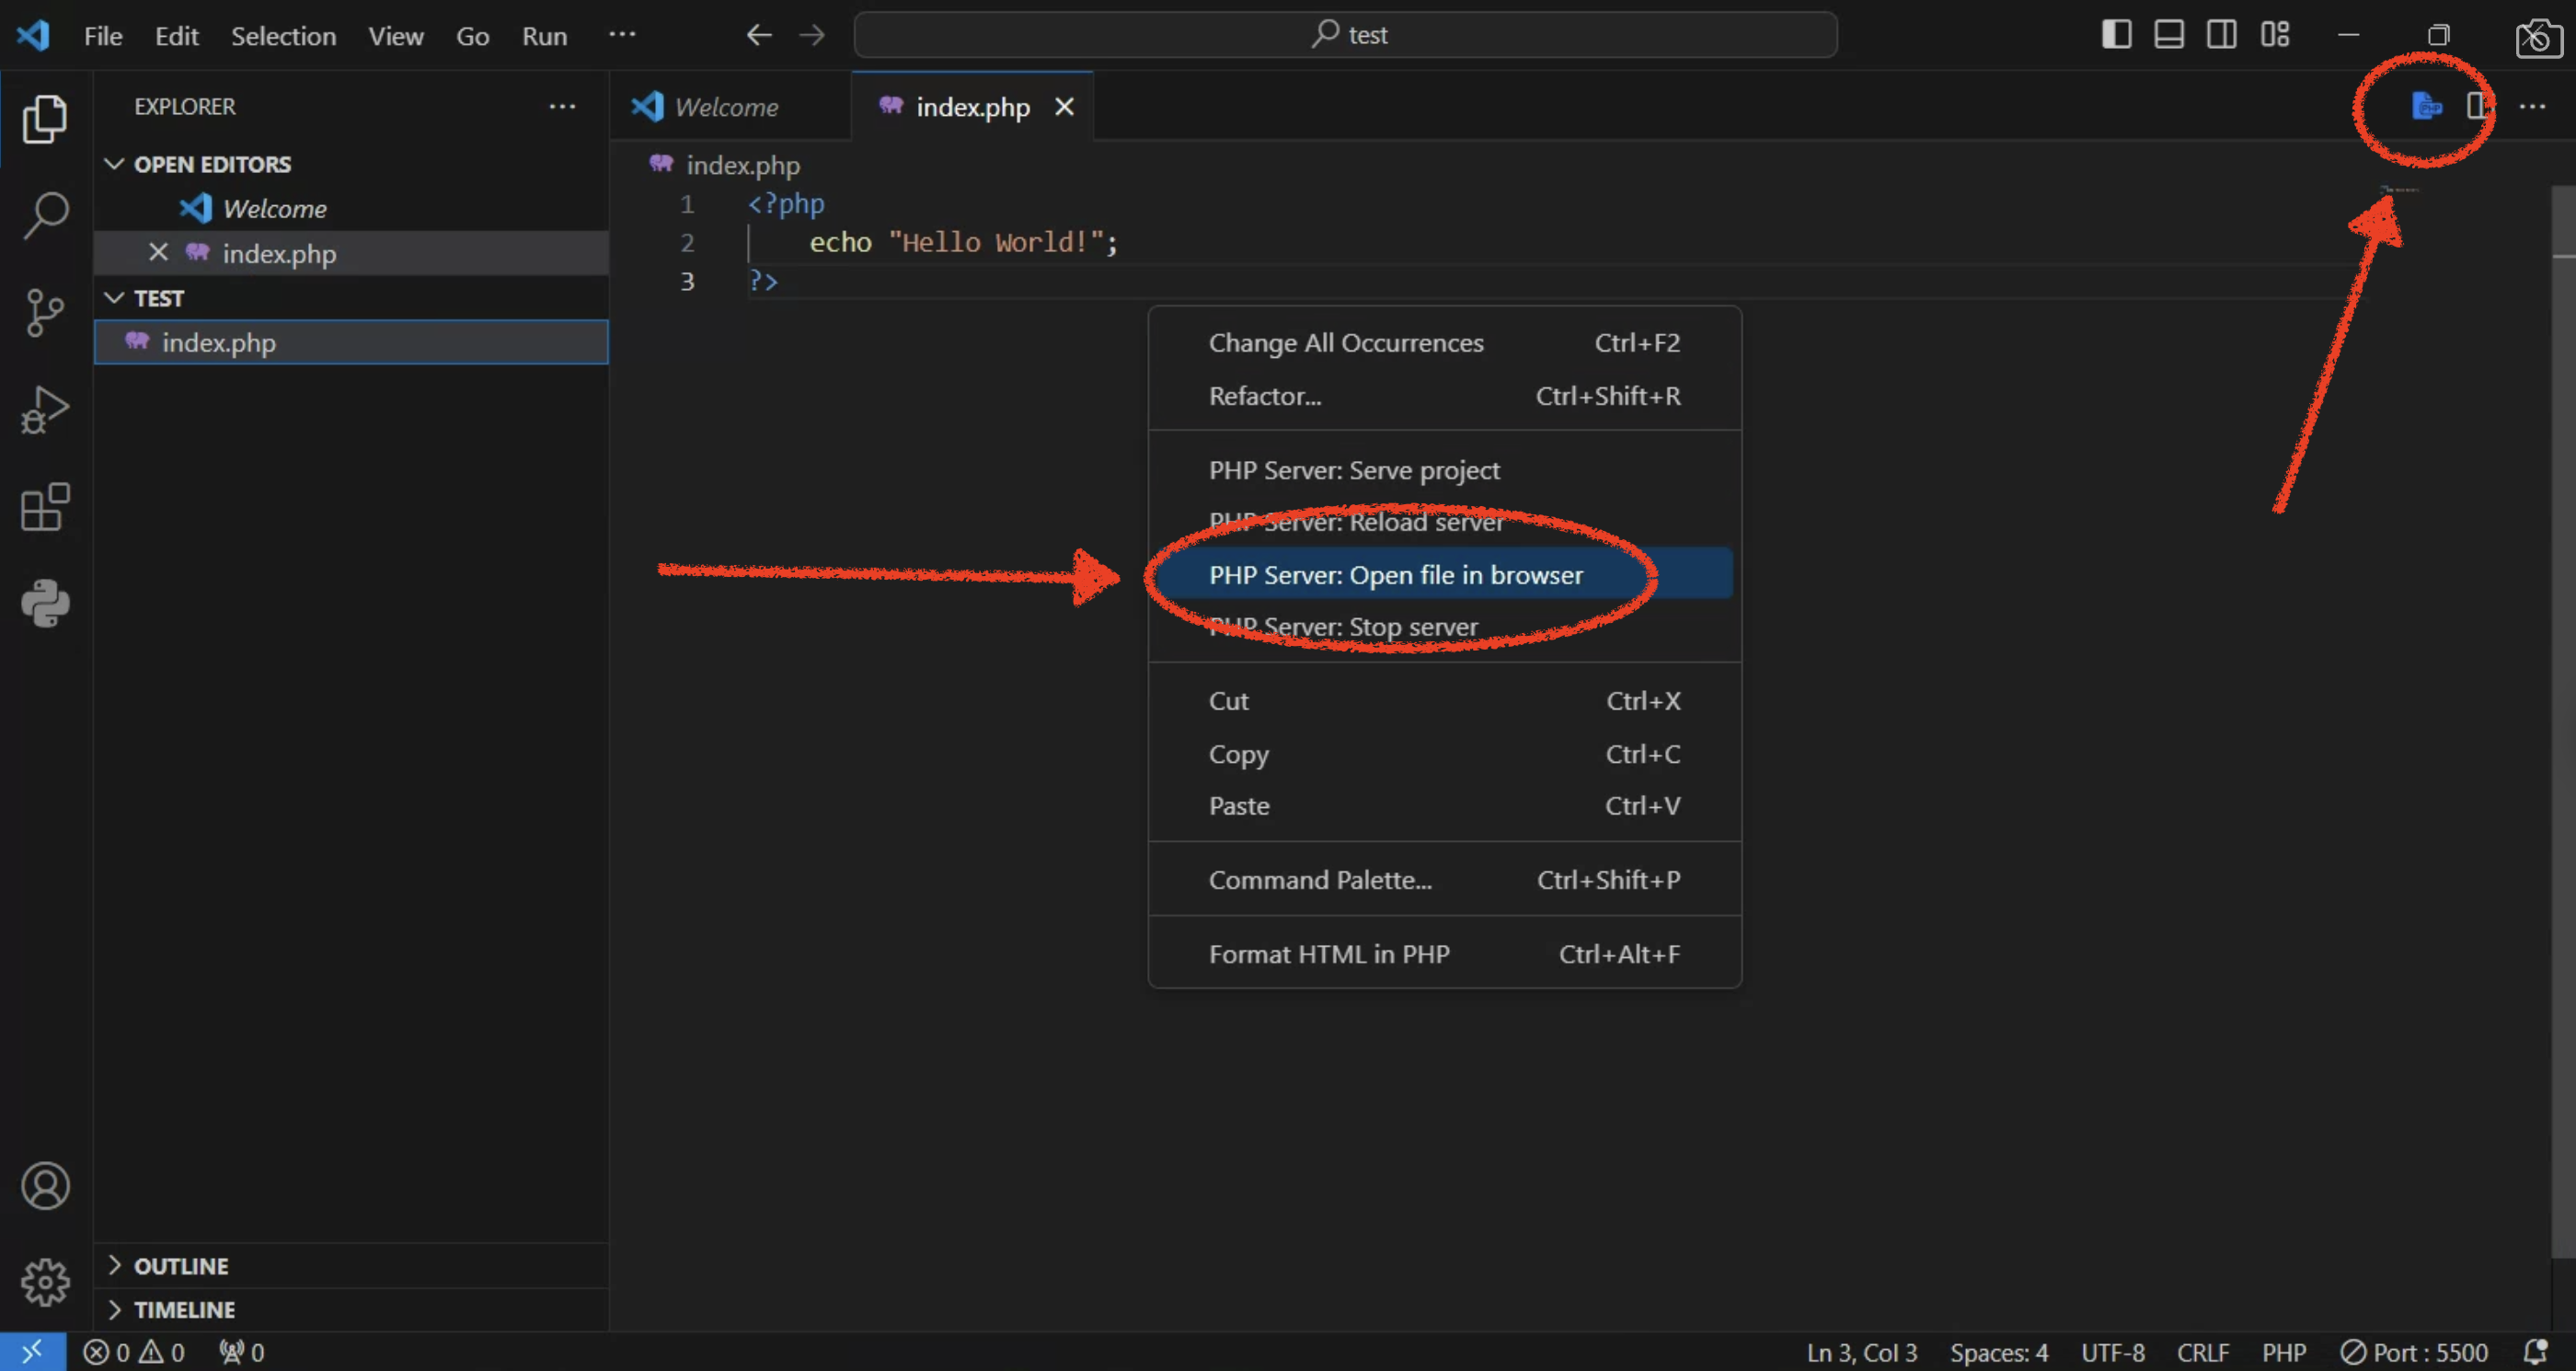 File Edit Selection View Go Run ... test
EXPLORER ...
Welcome index.php
PHP
...
OPEN EDITORS
Welcome
index.php
TEST
index.php
index.php
1 <?php
2 echo "Hello World!";
3 ?>
Change All Occurrences Ctrl+F2
Refactor... Ctrl+Shift+R
PHP Server: Serve project
PHP Server: Reload server
PHP Server: Open file in browser
PHP Server: Stop server
Cut Ctrl+X
Copy Ctrl+C
Paste Ctrl+V
Command Palette... Ctrl+Shift+P
Format HTML in PHP Ctrl+Alt+F
OUTLINE
TIMELINE
0 0 0 Ln 3, Col 3 Spaces: 4 UTF-8 CRLF PHP Port : 5500